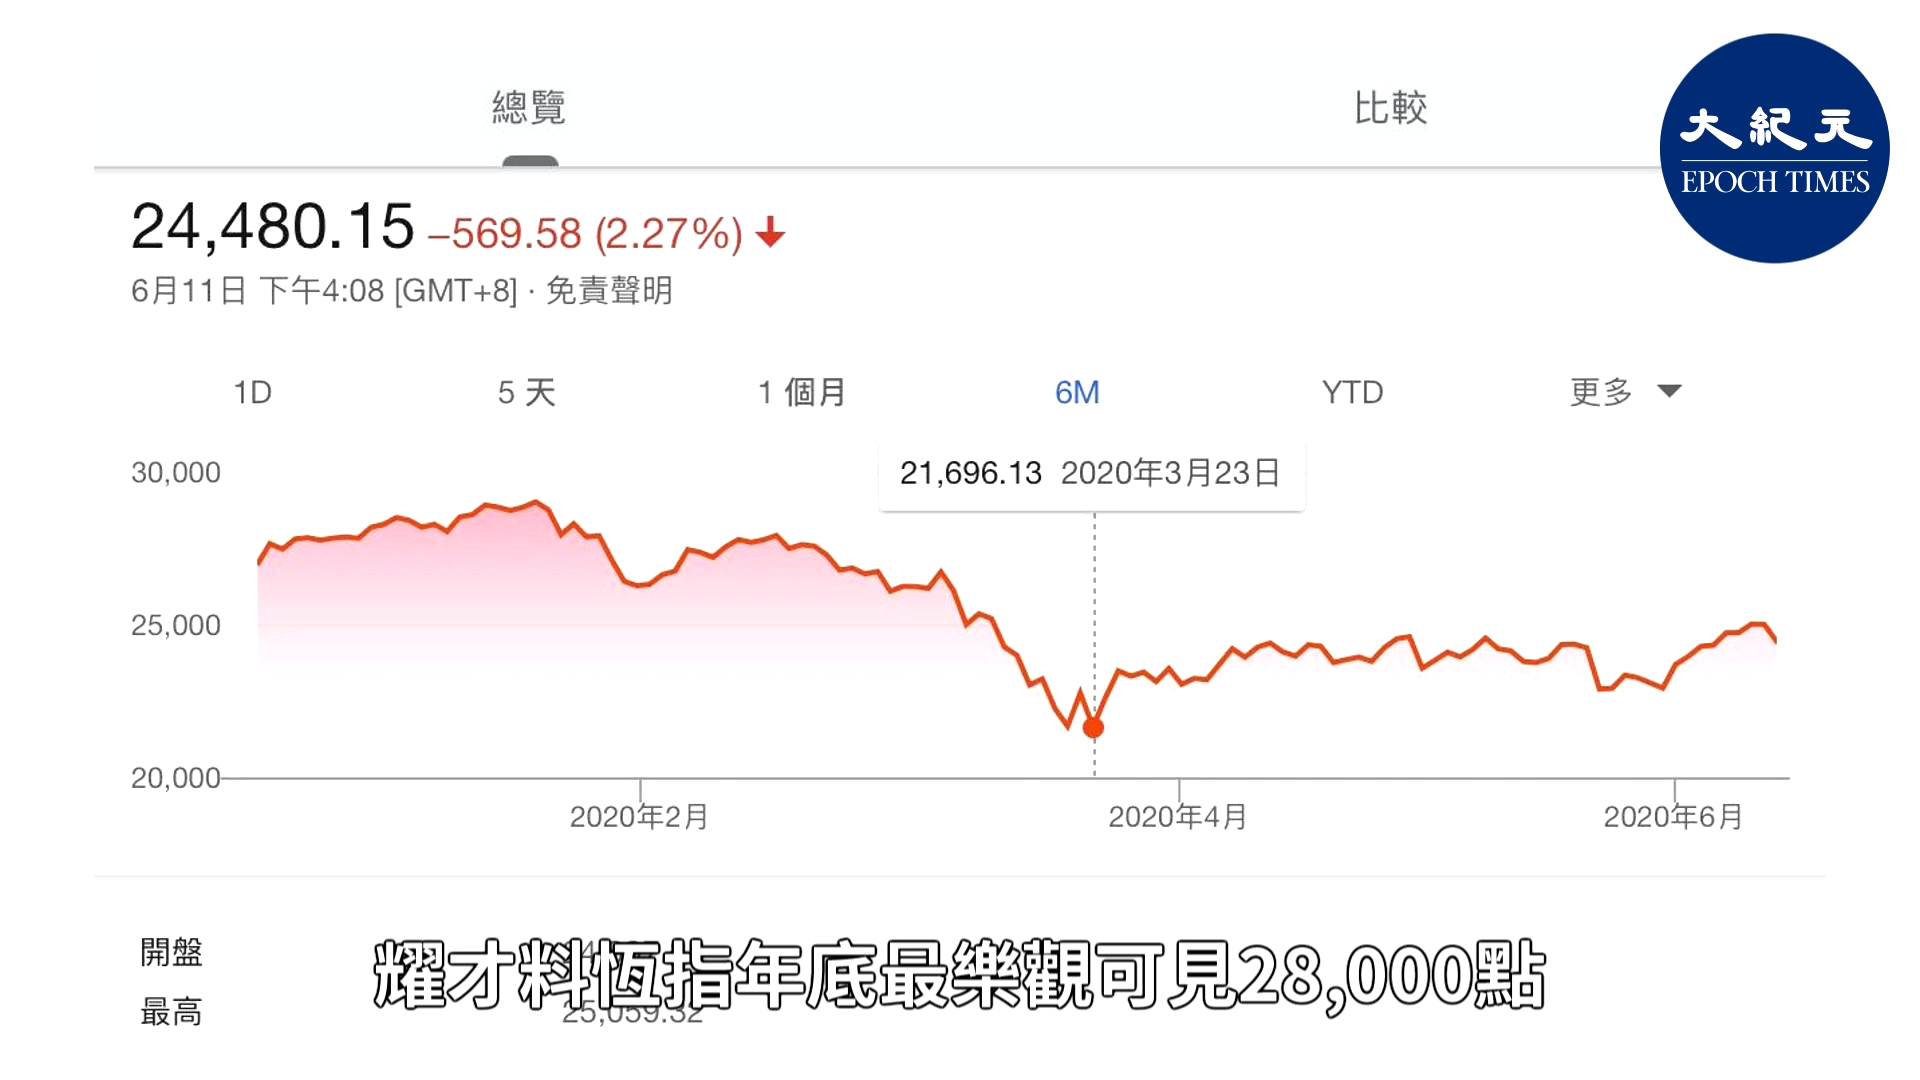 總覽
比較
大紀元
EPOCH TIMES
24,480.15 –569.58 (2.27%)
6月11日 下午4:08 [GMT+8] · 免責聲明
1D
5 天
1 個月
6M
YTD
更多
21,696.13 2020年3月23日
30,000
25,000
20,000
2020年2月
2020年4月
2020年6月
開盤
耀才料恆指年底最樂觀可見28,000點
最高
25,059.32